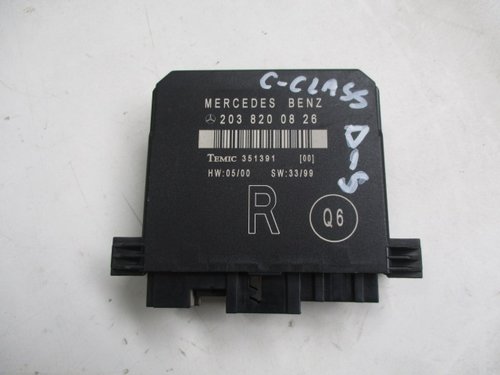 C-CLASS
D-S
MERCEDES BENZ
203 820 08 26
TEMIC 351391 [00]
HW:05/00 SW:33/99
R
Q6